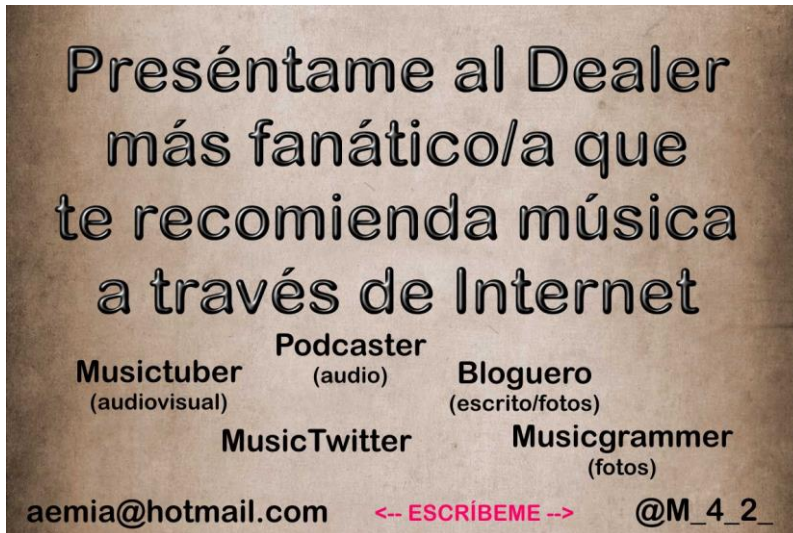 Preséntame al Dealer
más fanático/a que
te recomienda música
a través de Internet
Podcaster
(audio)
Musictuber
(audiovisual)
Bloguero
(escrito/fotos)
MusicTwitter
Musicgrammer
(fotos)
aemia@hotmail.com <-- ESCRÍBEME --> @M_4_2_